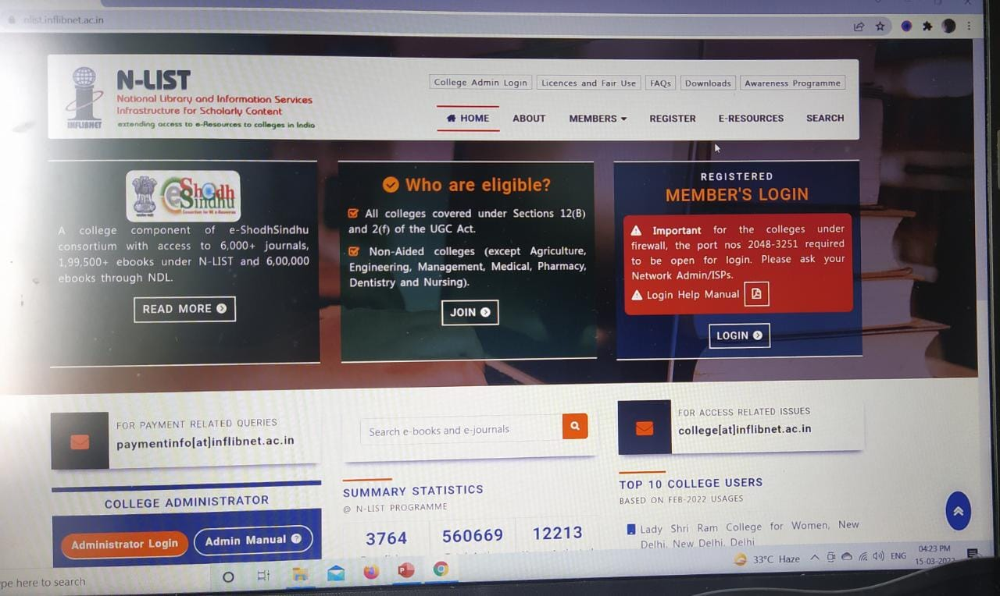 nlist.inflibnet.ac.in
INFLIBNET
N-LIST
National Library and Information Services
Infrastructure for Scholarly Content
extending access to e-Resources to colleges in India
College Admin Login
Licences and Fair Use
FAQs
Downloads
Awareness Programme
HOME
ABOUT
MEMBERS
REGISTER
E-RESOURCES
SEARCH
e Shodh
Sindhu
Consortium for HE e-Resources
A college component of e-ShodhSindhu
consortium with access to 6,000+ journals,
1,99,500+ ebooks under N-LIST and 6,00,000
ebooks through NDL.
READ MORE
Who are eligible?
All colleges covered under Sections 12(B)
and 2(f) of the UGC Act.
Non-Aided colleges (except Agriculture,
Engineering, Management, Medical, Pharmacy,
Dentistry and Nursing).
JOIN
REGISTERED
MEMBER'S LOGIN
Important for the colleges under
firewall, the port nos 2048-3251 required
to be open for login. Please ask your
Network Admin/ISPs.
Login Help Manual
LOGIN
FOR PAYMENT RELATED QUERIES
paymentinfo[at]inflibnet.ac.in
Search e-books and e-journals
FOR ACCESS RELATED ISSUES
college[at]inflibnet.ac.in
COLLEGE ADMINISTRATOR
Administrator Login
Admin Manual ?
SUMMARY STATISTICS
@ N-LIST PROGRAMME
3764
560669
12213
TOP 10 COLLEGE USERS
BASED ON FEB-2022 USAGES
Lady Shri Ram College for Women, New
Delhi, New Delhi, Delhi
pe here to search
33°C Haze
ENG
04:23 PM
15-03-2022